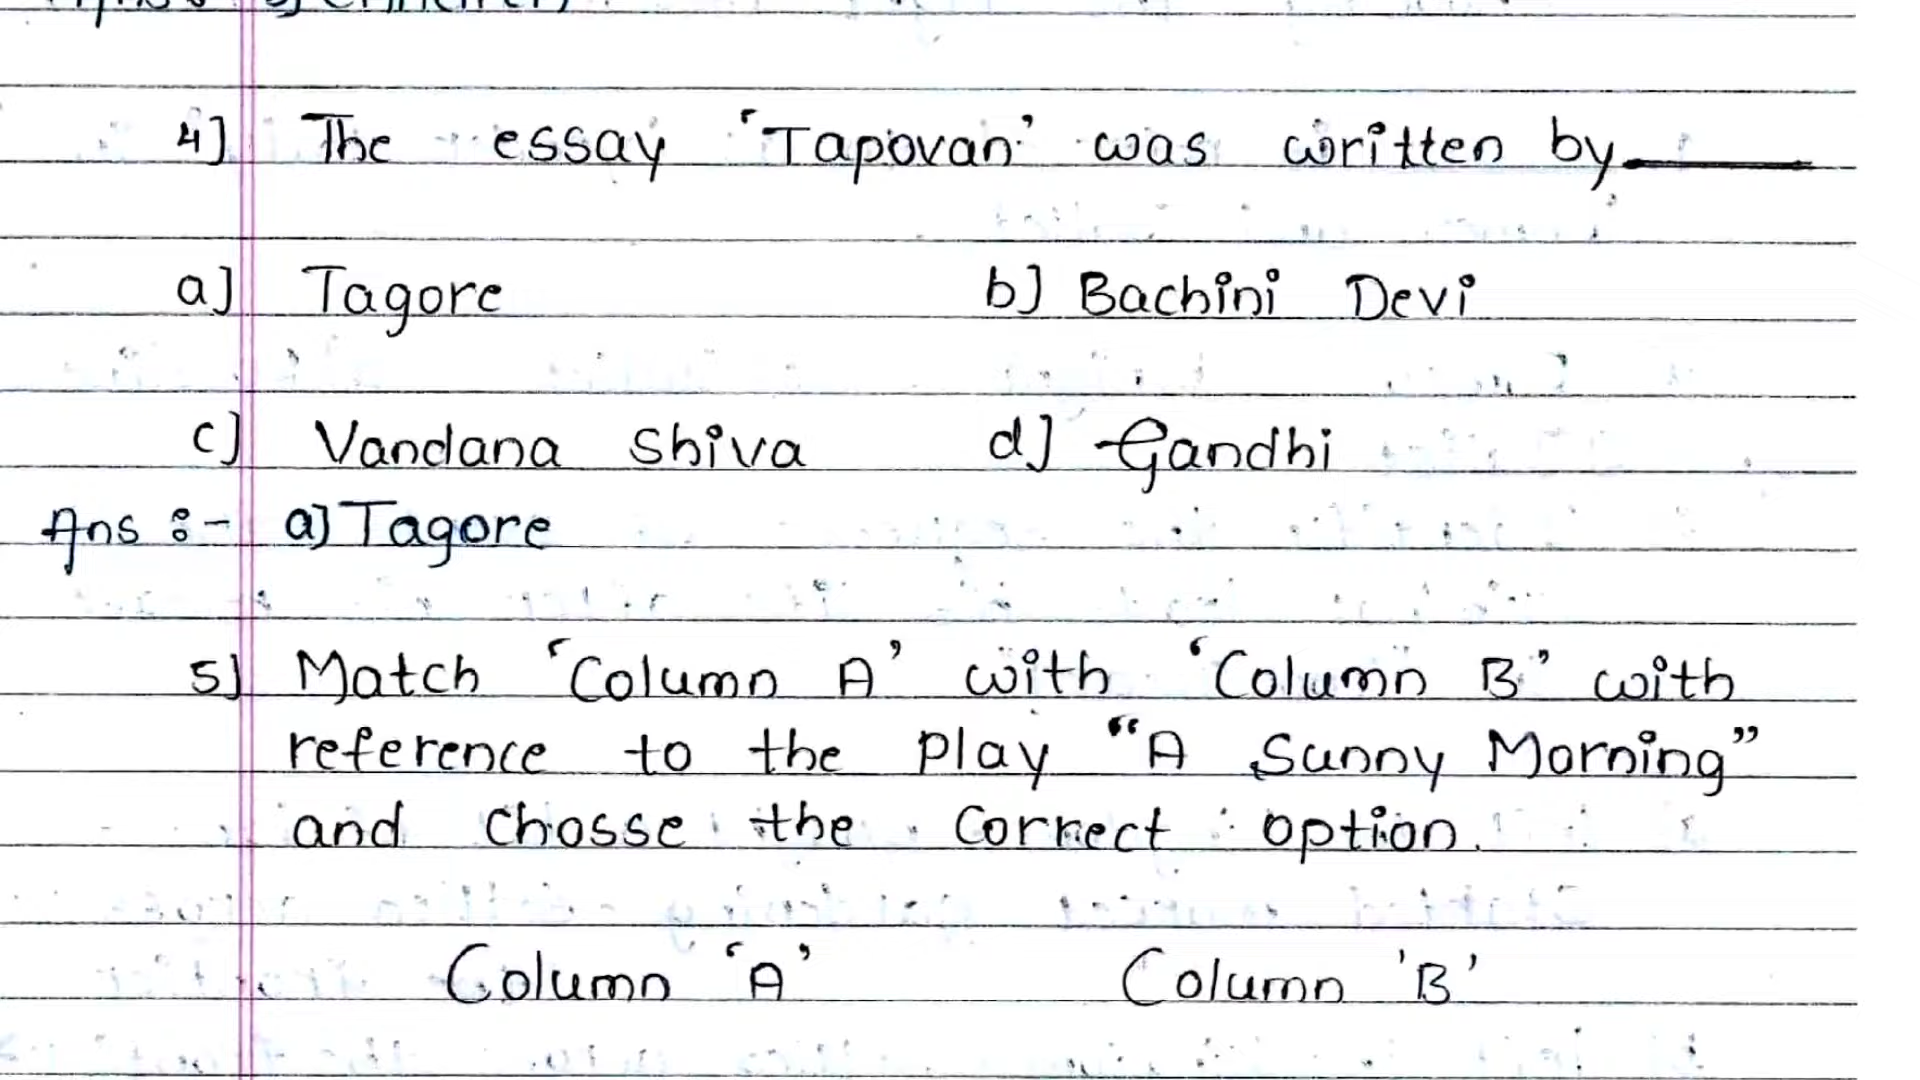 4] The essay 'Tapovan' was written by
a] Tagore b] Bachini Devi
c] Vandana Shiva d] Gandhi
Ans :- a] Tagore
5] Match 'Column A' with 'Column B' with
reference to the play "A Sunny Morning"
and chosse the correct option.
Column 'A' Column 'B'